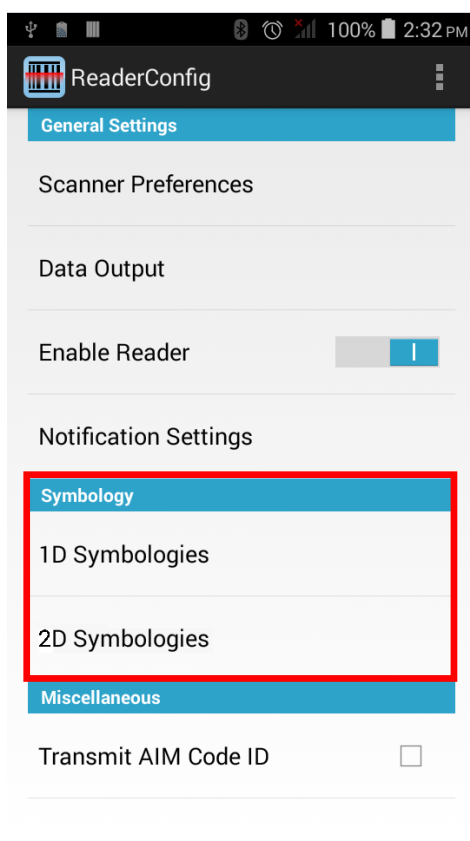 100% 2:32 PM
ReaderConfig
General Settings
Scanner Preferences
Data Output
Enable Reader
Notification Settings
Symbology
1D Symbologies
2D Symbologies
Miscellaneous
Transmit AIM Code ID